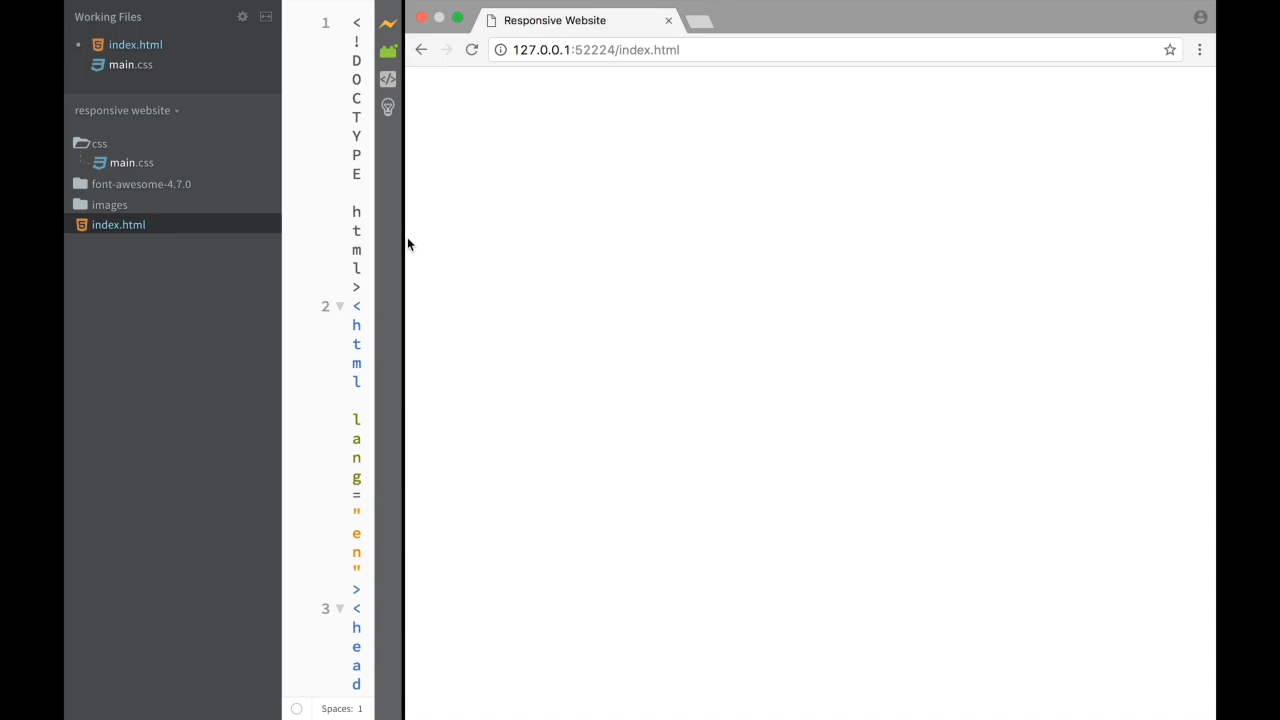 Working Files
index.html
main.css
responsive website
css
main.css
font-awesome-4.7.0
images
index.html
1
<
!
D
O
C
T
Y
P
E
h
t
m
l
>
2
<
h
t
m
l
l
a
n
g
=
"
e
n
"
>
3
<
h
e
a
d
Spaces: 1
Responsive Website
127.0.0.1:52224/index.html